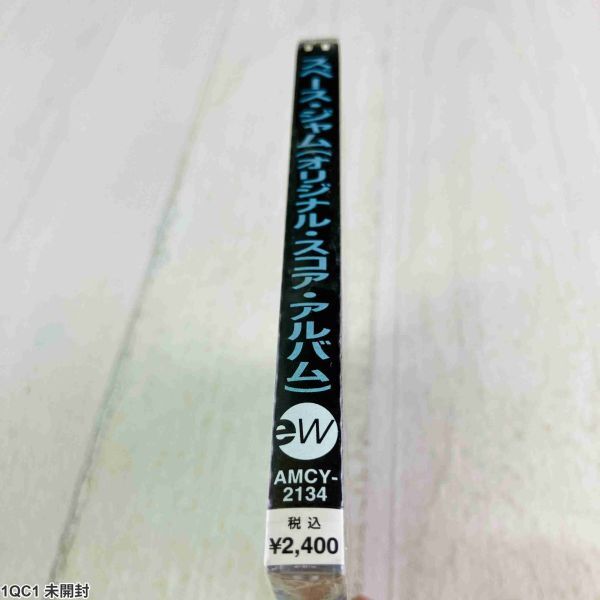 スペース・ジャム(オリジナル・スコア・アルバム)
eW
AMCY-
2134
税込
¥2,400
1QC1 未開封